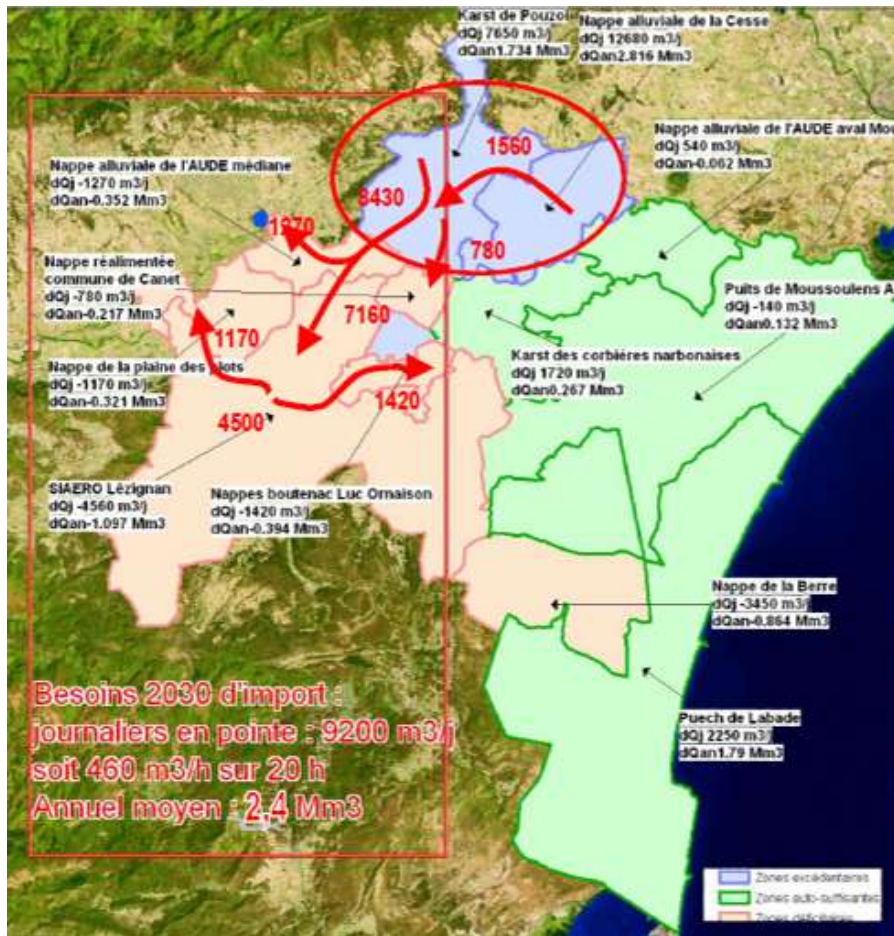 Karst de Pouzol
dQj 7650 m3/j
dQan1.734 Mm3
Nappe alluviale de la Cesse
dQj 12680 m3/j
dQan2.816 Mm3
Nappe alluviale de l'AUDE aval Mou
dQj 540 m3/j
dQan-0.062 Mm3
1560
8430
780
Nappe alluviale de l'AUDE médiane
dQj -1270 m3/j
dQan-0.352 Mm3
1270
Nappe réalimentée
commune de Canet
dQj -780 m3/j
dQan-0.217 Mm3
7160
1170
Puits de Moussoulens A
dQj -140 m3/j
dQan0.132 Mm3
Karst des corbières narbonaises
dQj 1720 m3/j
dQan0.267 Mm3
Nappe de la plaine des plots
dQj -1170 m3/j
dQan-0.321 Mm3
1420
4500
SIAERO Lézignan
dQj -4560 m3/j
dQan-1.097 Mm3
Nappes boutenac Luc Ornaison
dQj -1420 m3/j
dQan-0.394 Mm3
Nappe de la Berre
dQj -3450 m3/j
dQan-0.864 Mm3
Puech de Labade
dQj 2250 m3/j
dQan1.79 Mm3
Besoins 2030 d'import :
journaliers en pointe : 9200 m3/j
soit 460 m3/h sur 20 h
Annuel moyen : 2,4 Mm3
Zones excédentaires
Zones auto-suffisantes
Zones déficitaires